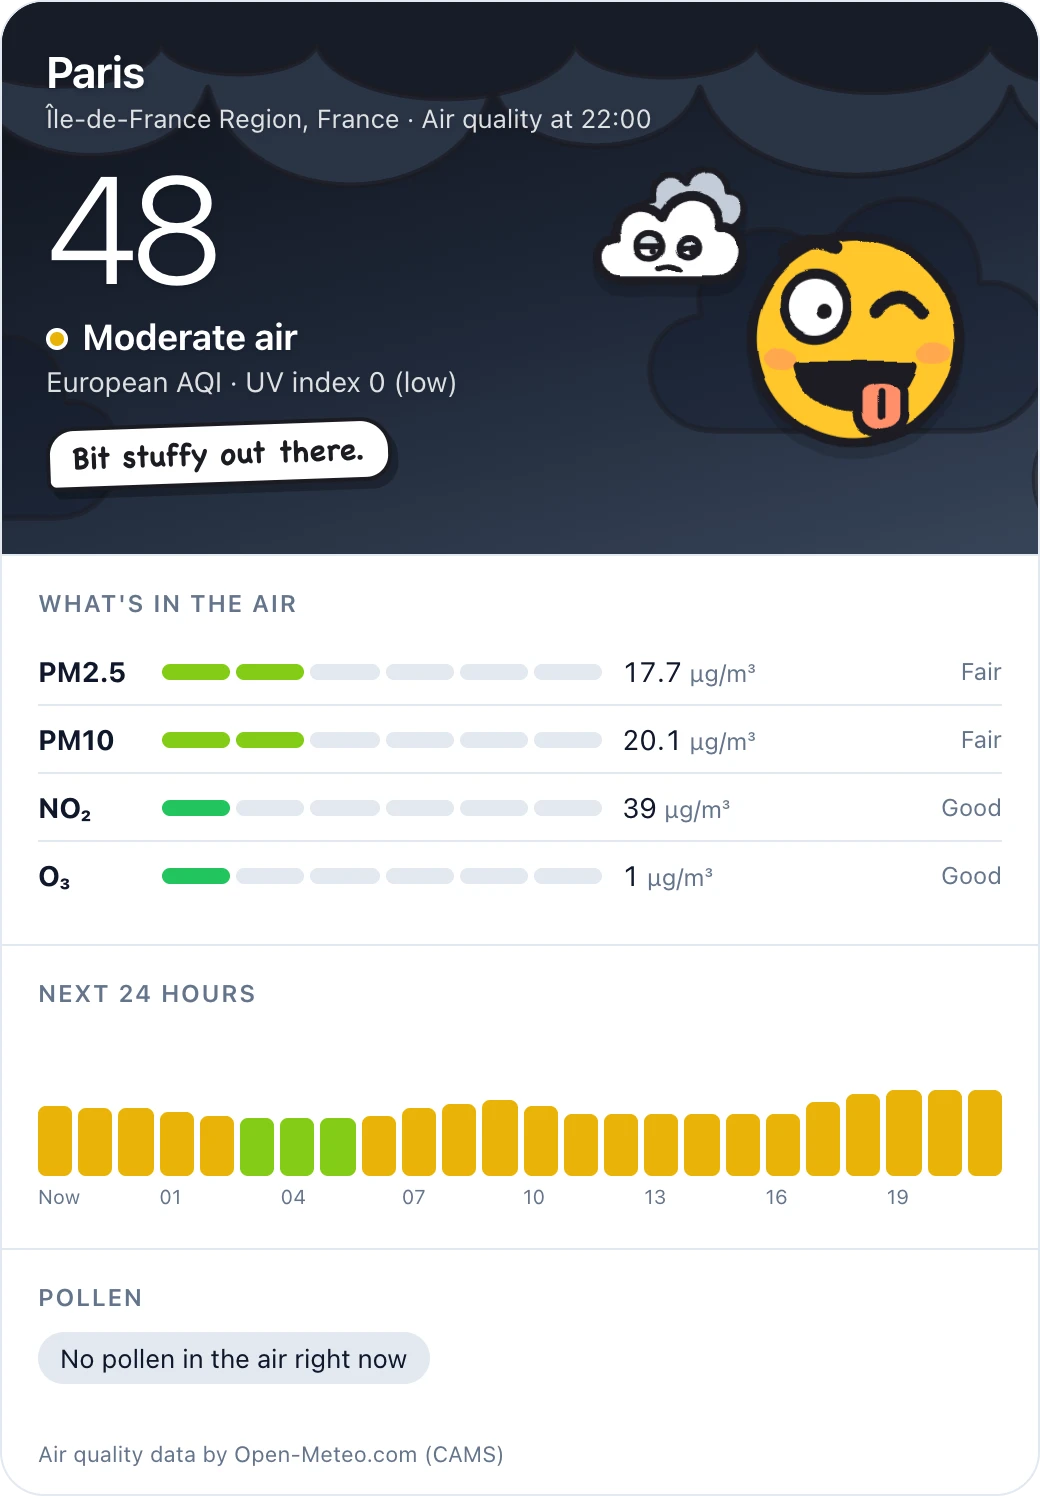 Paris
Île-de-France Region, France · Air quality at 22:00
48
Moderate air
European AQI · UV index 0 (low)
Bit stuffy out there.
WHAT'S IN THE AIR
PM2.5 17.7 µg/m³ Fair
PM10 20.1 µg/m³ Fair
NO₂ 39 µg/m³ Good
O₃ 1 µg/m³ Good
NEXT 24 HOURS
Now 01 04 07 10 13 16 19
POLLEN
No pollen in the air right now
Air quality data by Open-Meteo.com (CAMS)